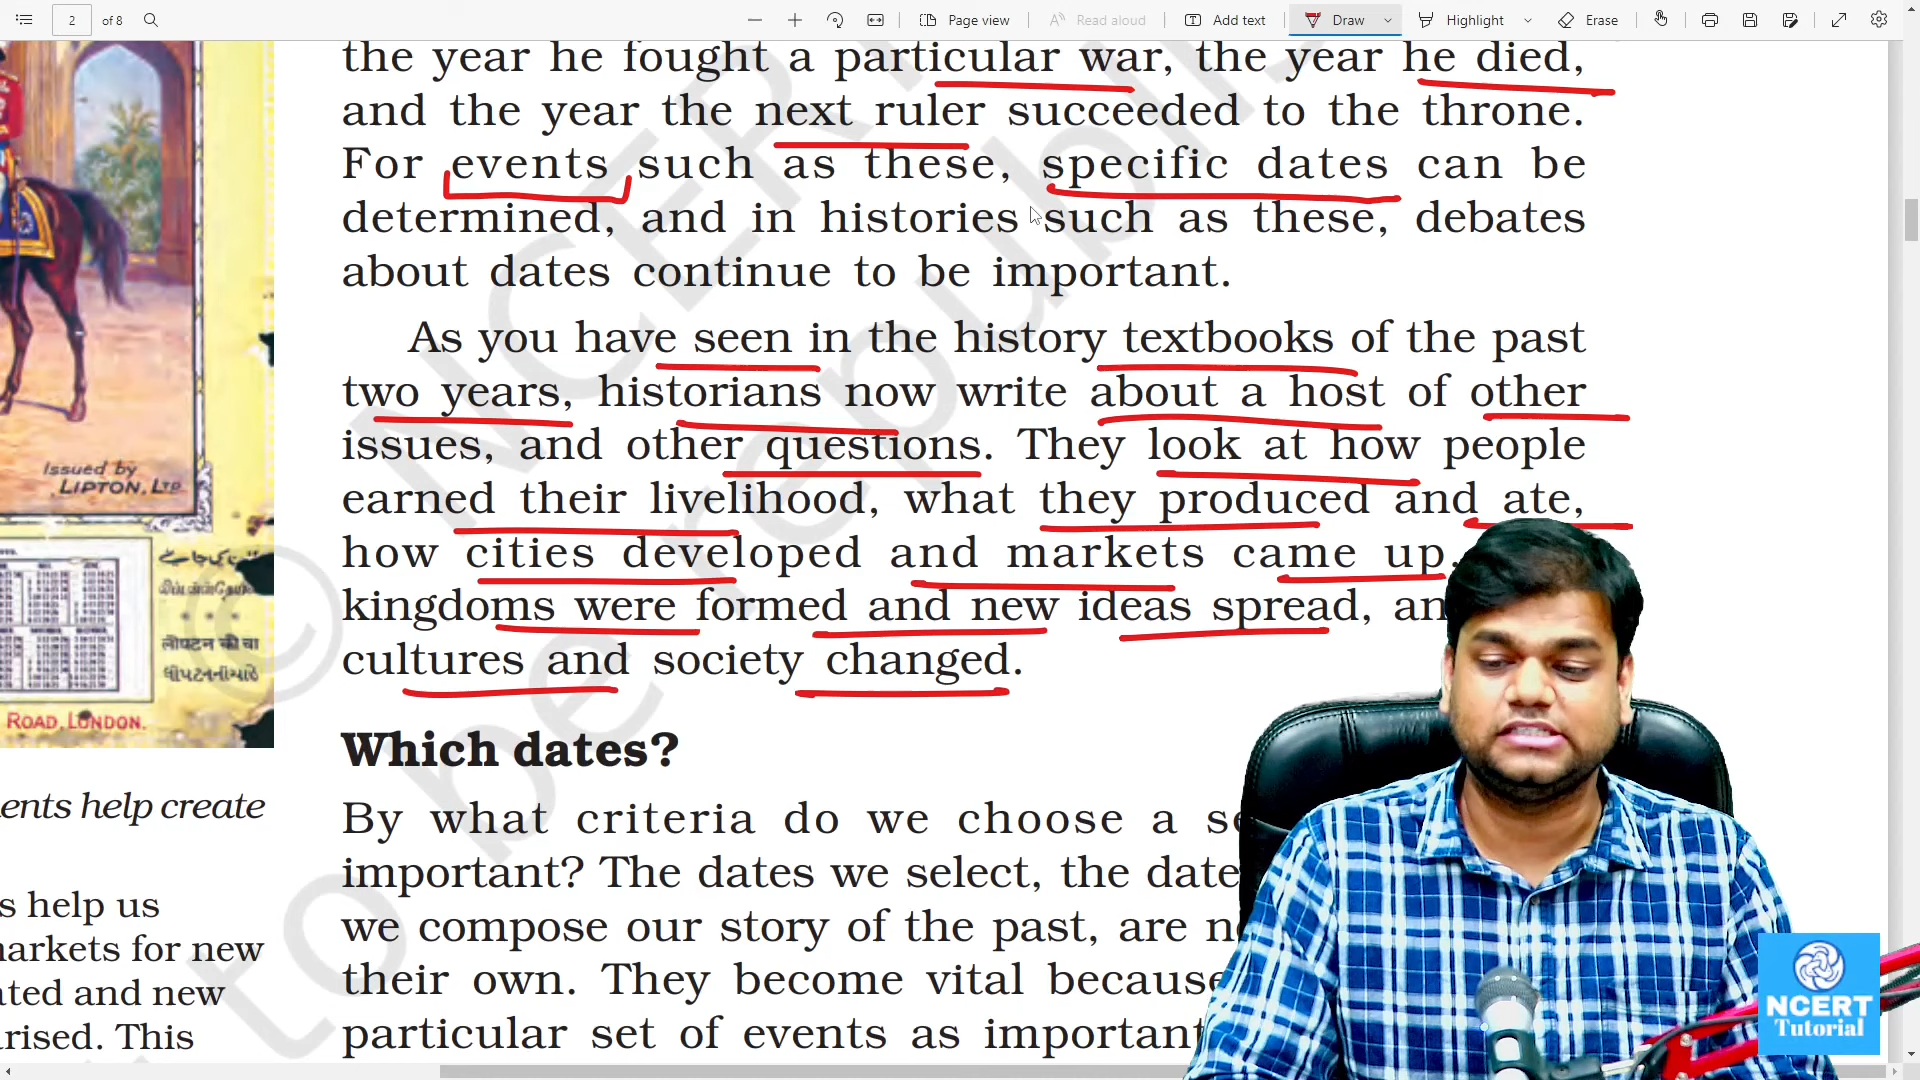 2 of 8 Page view Read aloud Add text Draw Highlight Erase
the year he fought a particular war, the year he died,
and the year the next ruler succeeded to the throne.
For events such as these, specific dates can be
determined, and in histories such as these, debates
about dates continue to be important.
As you have seen in the history textbooks of the past
two years, historians now write about a host of other
issues, and other questions. They look at how people
earned their livelihood, what they produced and ate,
how cities developed and markets came up,
kingdoms were formed and new ideas spread, an
cultures and society changed.
Which dates?
By what criteria do we choose a se
important? The dates we select, the date
we compose our story of the past, are n
their own. They become vital because
particular set of events as important
Issued by
LIPTON, LTD.
ROAD, LONDON.
ents help create
s help us
arkets for new
ated and new
arised. This
NCERT
Tutorial
© NCERT
to be republi